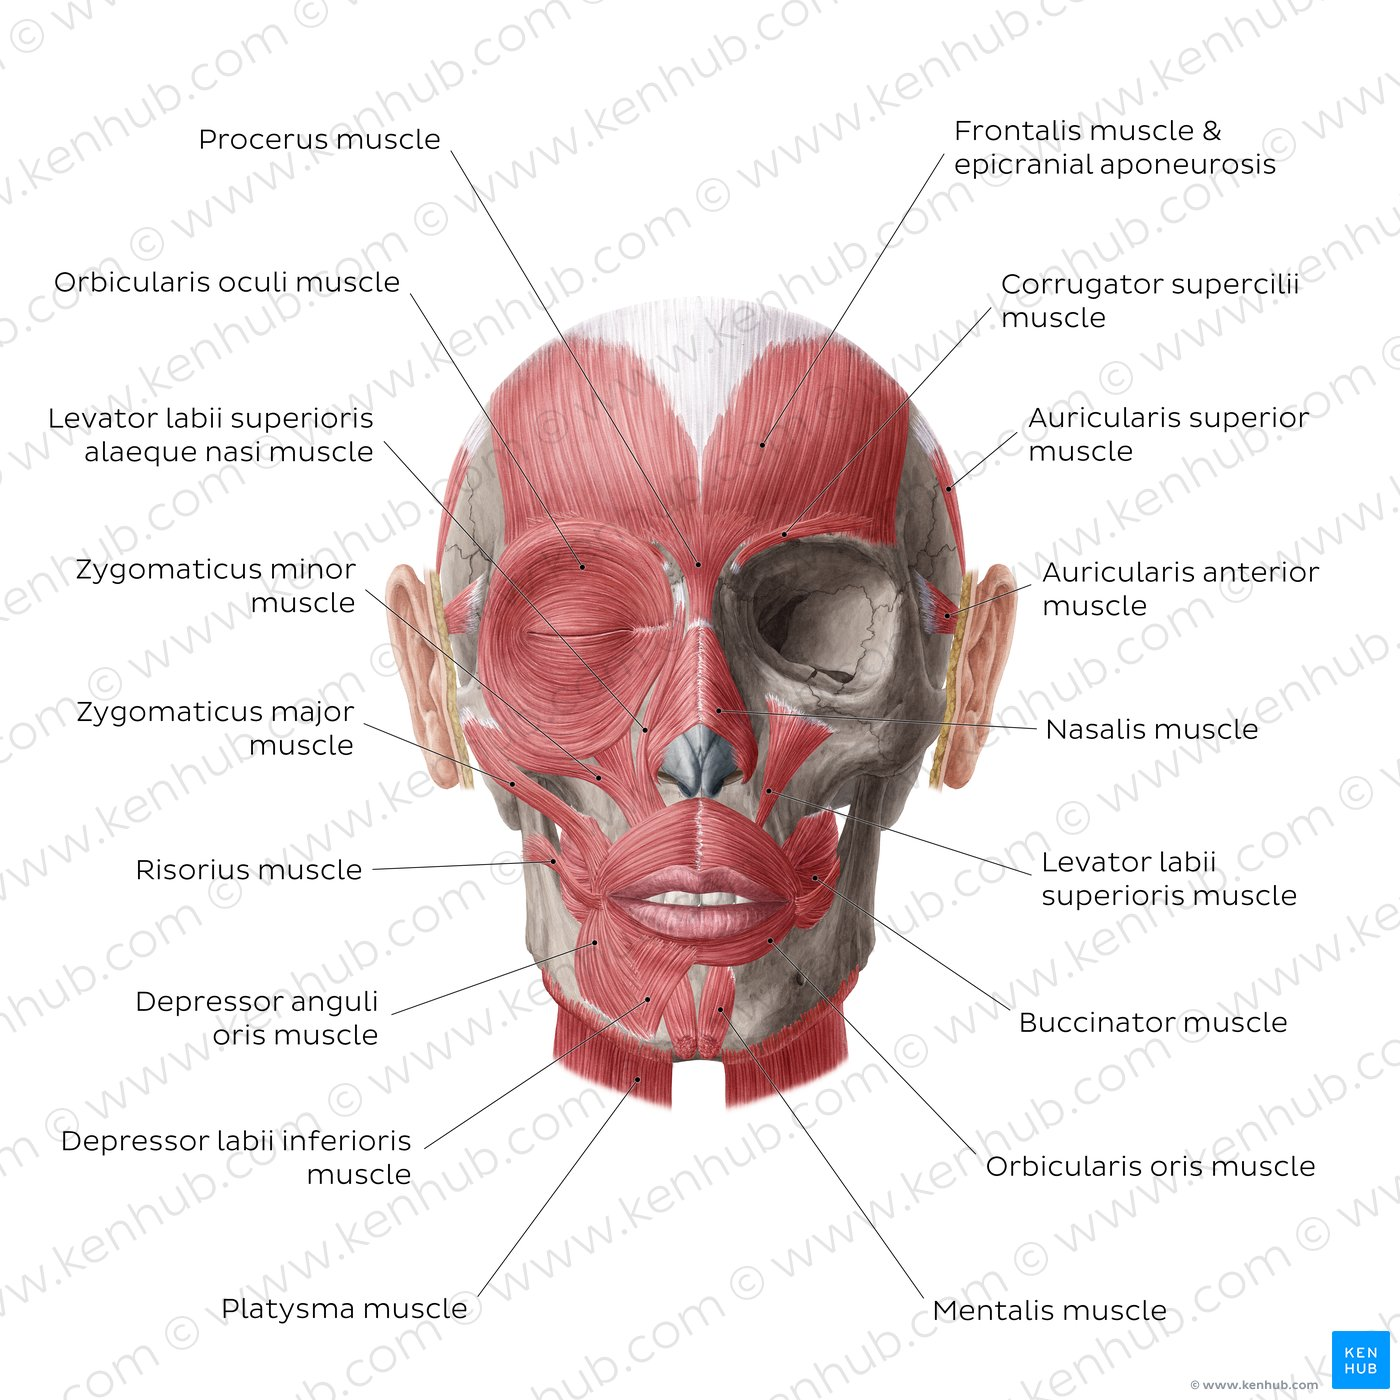 Procerus muscle
Frontalis muscle &
epicranial aponeurosis
Orbicularis oculi muscle
Corrugator supercilii
muscle
Levator labii superioris
alaeque nasi muscle
Auricularis superior
muscle
Zygomaticus minor
muscle
Auricularis anterior
muscle
Zygomaticus major
muscle
Nasalis muscle
Risorius muscle
Levator labii
superioris muscle
Depressor anguli
oris muscle
Buccinator muscle
Depressor labii inferioris
muscle
Orbicularis oris muscle
Platysma muscle
Mentalis muscle
KEN
HUB
© www.kenhub.com